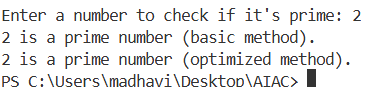 Enter a number to check if it's prime: 2
2 is a prime number (basic method).
2 is a prime number (optimized method).
PS C:\Users\madhavi\Desktop\AIAC>